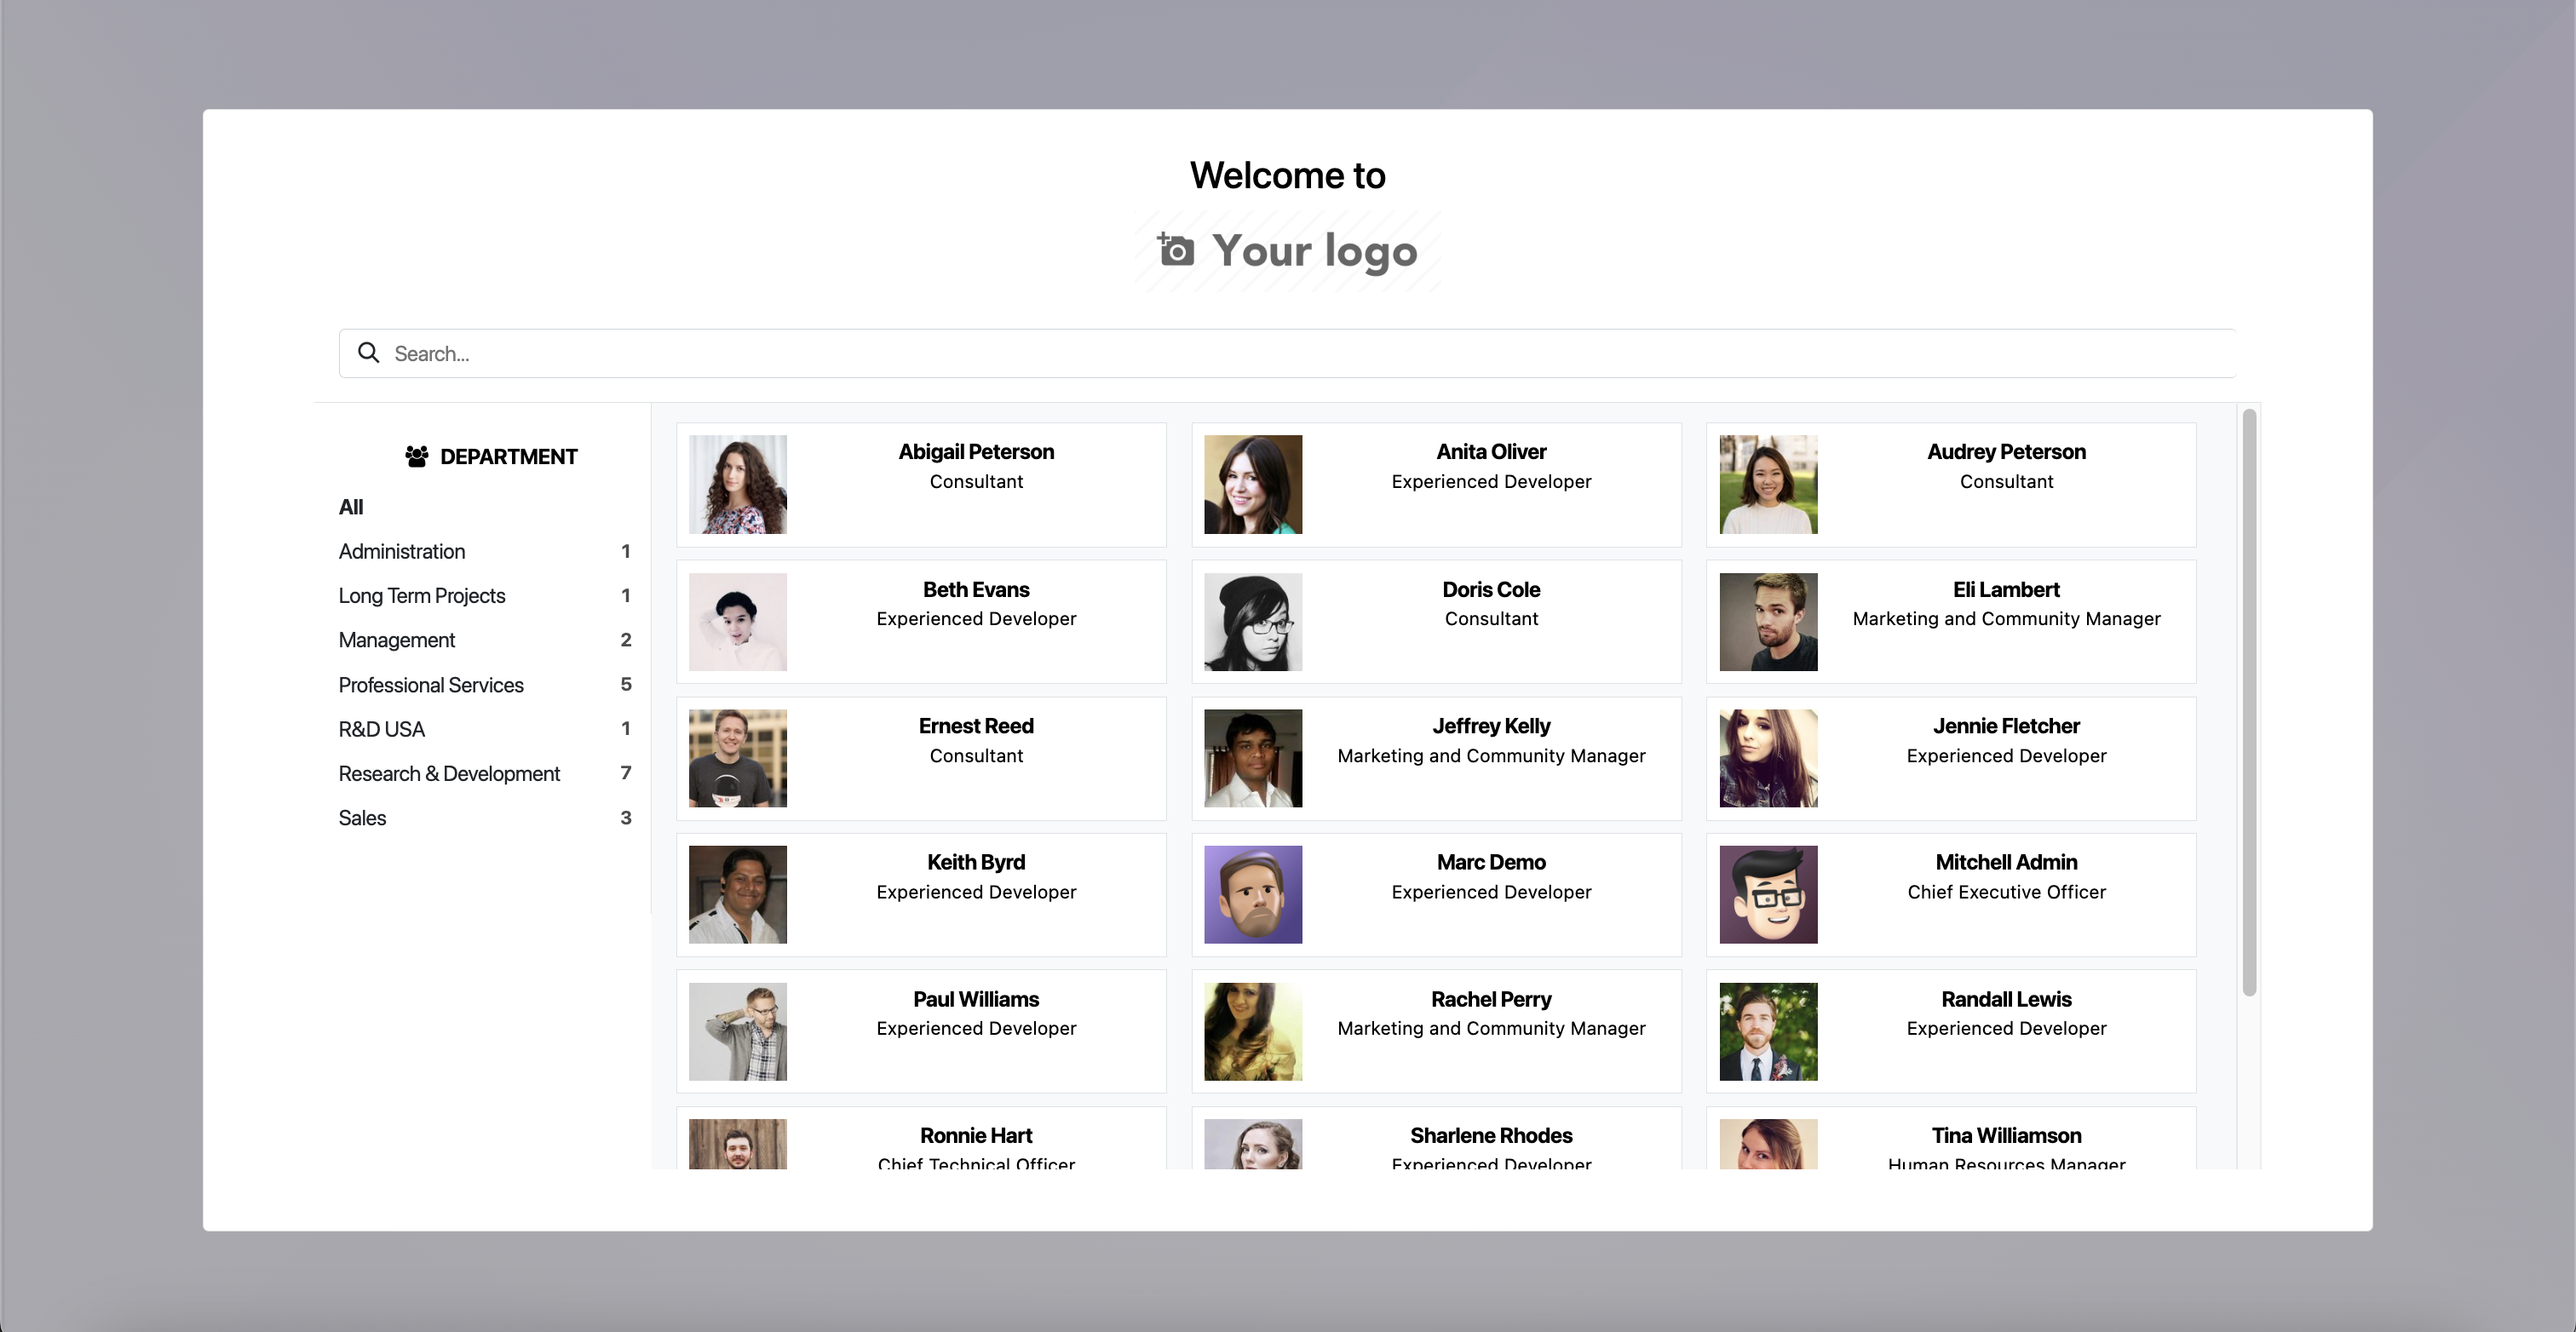 Welcome to
Your logo
Search...
DEPARTMENT
All
Administration 1
Long Term Projects 1
Management 2
Professional Services 5
R&D USA 1
Research & Development 7
Sales 3
Abigail Peterson
Consultant
Anita Oliver
Experienced Developer
Audrey Peterson
Consultant
Beth Evans
Experienced Developer
Doris Cole
Consultant
Eli Lambert
Marketing and Community Manager
Ernest Reed
Consultant
Jeffrey Kelly
Marketing and Community Manager
Jennie Fletcher
Experienced Developer
Keith Byrd
Experienced Developer
Marc Demo
Experienced Developer
Mitchell Admin
Chief Executive Officer
Paul Williams
Experienced Developer
Rachel Perry
Marketing and Community Manager
Randall Lewis
Experienced Developer
Ronnie Hart
Chief Technical Officer
Sharlene Rhodes
Experienced Developer
Tina Williamson
Human Resources Manager